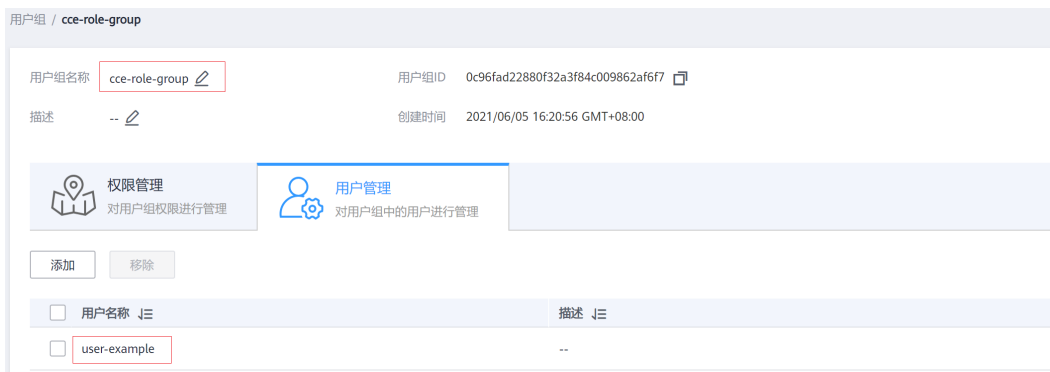 用户组 / cce-role-group
用户组名称 cce-role-group 用户组ID 0c96fad22880f32a3f84c009862af6f7
描述 -- 创建时间 2021/06/05 16:20:56 GMT+08:00
权限管理 用户管理
对用户组权限进行管理 对用户组中的用户进行管理
添加 移除
用户名称 描述
user-example --